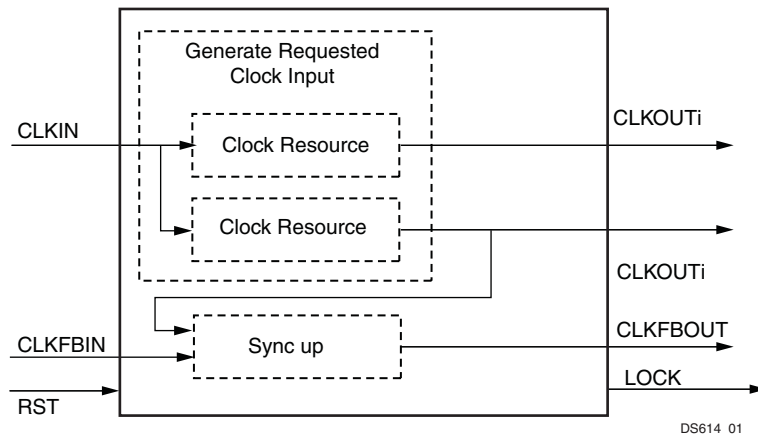 Generate Requested
Clock Input
CLKIN
Clock Resource
CLKOUTi
Clock Resource
CLKOUTi
CLKFBIN
Sync up
CLKFBOUT
RST
LOCK
DS614_01